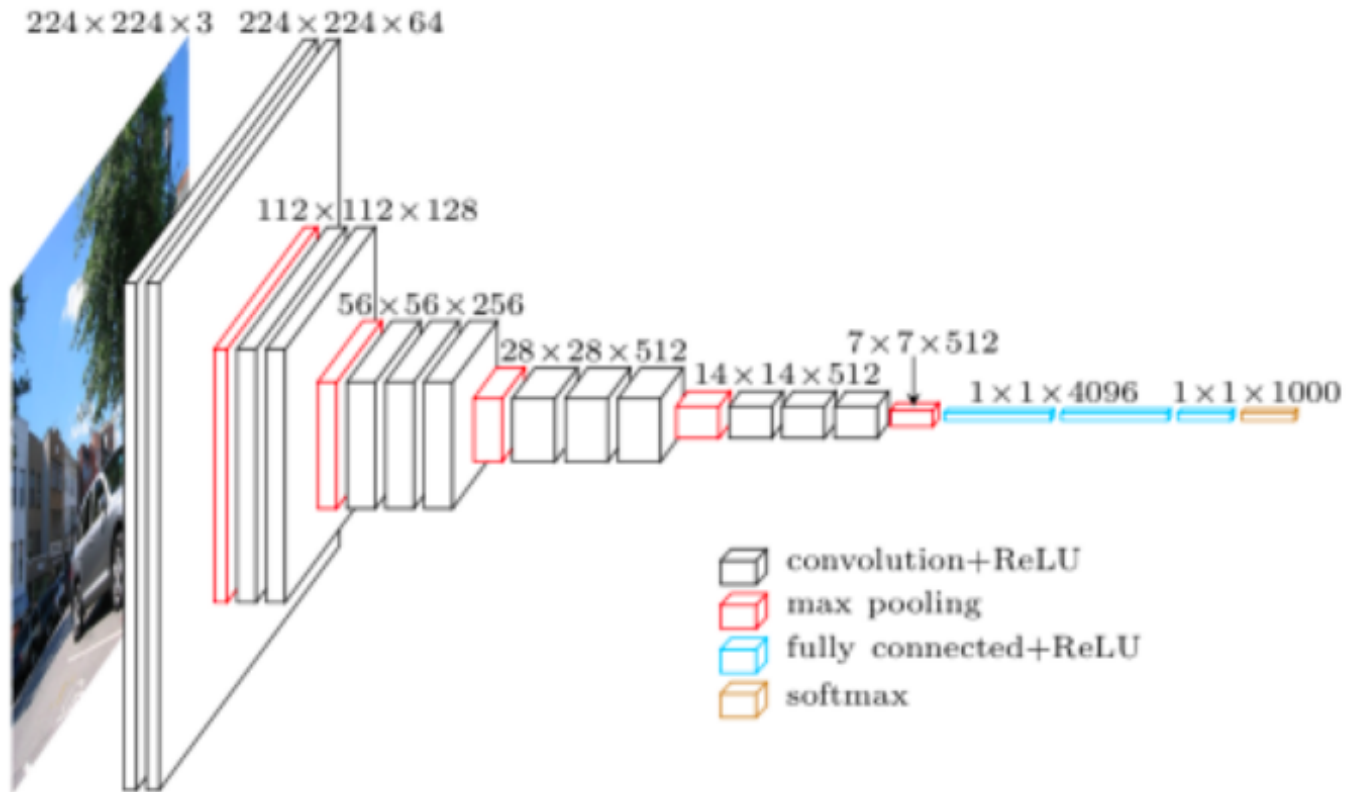 224×224×3
224×224×64
112×112×128
56×56×256
28×28×512
14×14×512
7×7×512
1×1×4096
1×1×1000
convolution+ReLU
max pooling
fully connected+ReLU
softmax